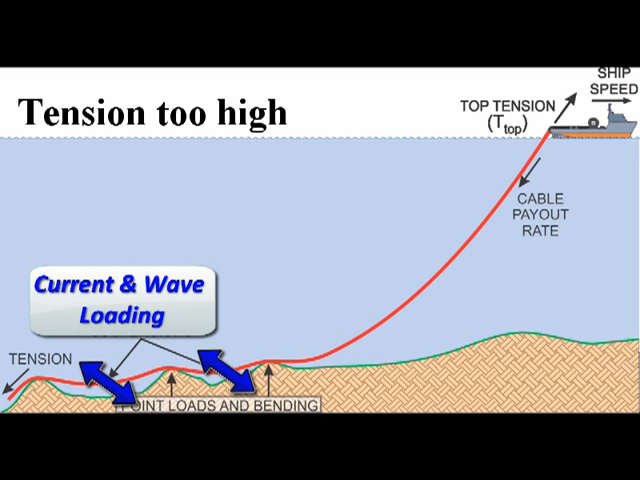 Tension too high
SHIP
SPEED
TOP TENSION
(Ttop)
CABLE
PAYOUT
RATE
Current & Wave
Loading
TENSION
POINT LOADS AND BENDING